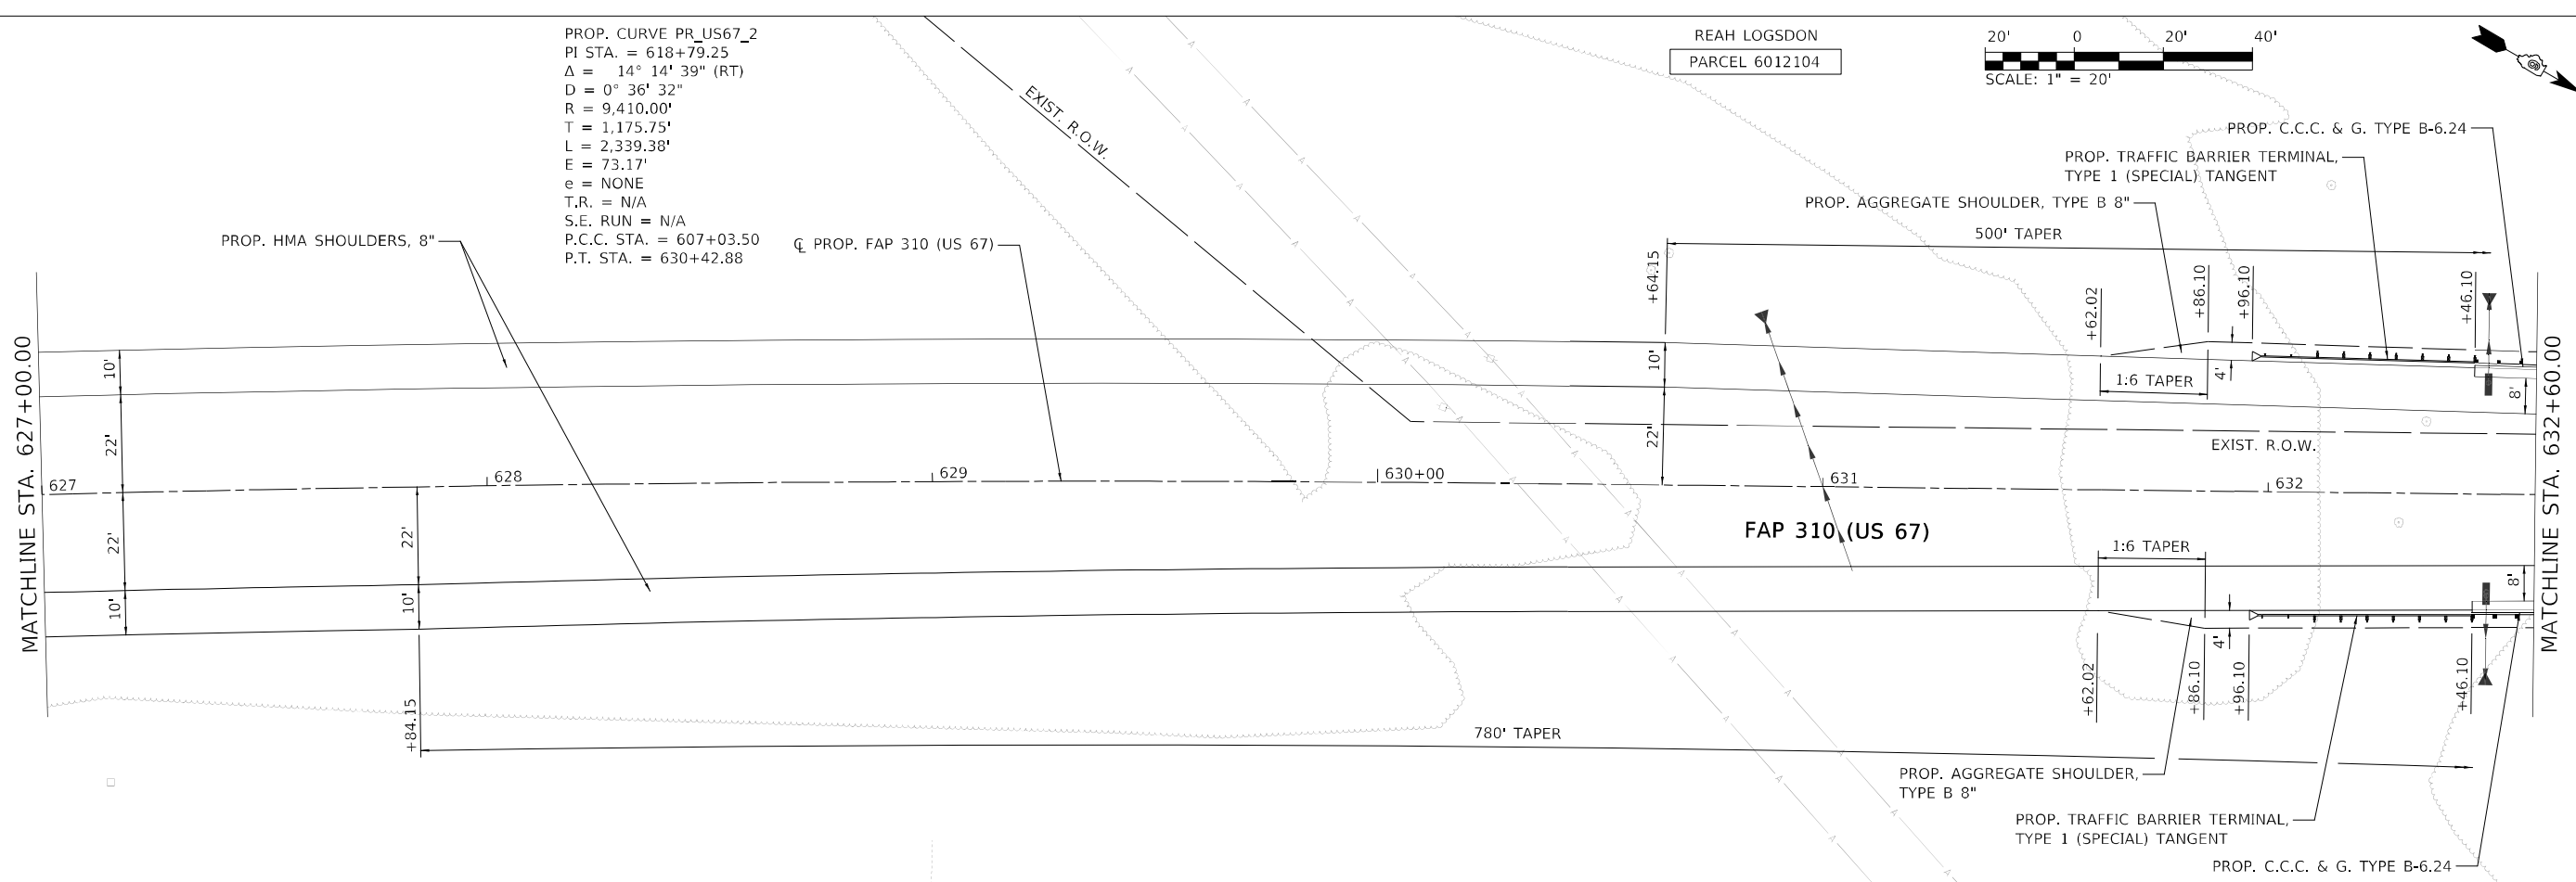 PROP. CURVE PR_US67_2
PI STA. = 618+79.25
Δ = 14° 14' 39" (RT)
D = 0° 36' 32"
R = 9,410.00'
T = 1,175.75'
L = 2,339.38'
E = 73.17'
e = NONE
T.R. = N/A
S.E. RUN = N/A
P.C.C. STA. = 607+03.50
P.T. STA. = 630+42.88
REAH LOGSDON
PARCEL 6012104
20' 0 20' 40'
SCALE: 1" = 20'
EXIST. R.O.W.
PROP. C.C.C. & G. TYPE B-6.24
PROP. TRAFFIC BARRIER TERMINAL,
TYPE 1 (SPECIAL) TANGENT
PROP. AGGREGATE SHOULDER, TYPE B 8"
500' TAPER
PROP. HMA SHOULDERS, 8"
℄ PROP. FAP 310 (US 67)
+64.15
+62.02
+86.10
+96.10
+46.10
MATCHLINE STA. 627+00.00
10'
22'
22'
10'
22'
10'
10'
22'
1:6 TAPER
4'
8'
EXIST. R.O.W.
627
628
629
630+00
631
632
FAP 310 (US 67)
1:6 TAPER
4'
8'
MATCHLINE STA. 632+60.00
+84.15
+62.02
+86.10
+96.10
+46.10
780' TAPER
PROP. AGGREGATE SHOULDER,
TYPE B 8"
PROP. TRAFFIC BARRIER TERMINAL,
TYPE 1 (SPECIAL) TANGENT
PROP. C.C.C. & G. TYPE B-6.24